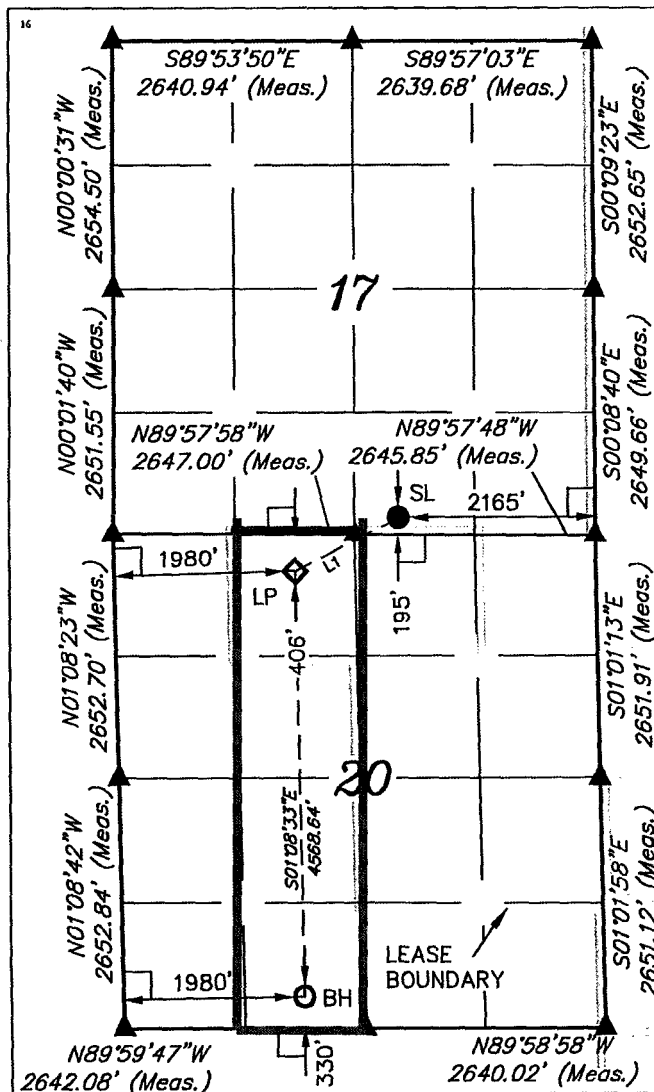 16
S89°53'50"E
2640.94' (Meas.)
S89°57'03"E
2639.68' (Meas.)
N00°00'31"W
2654.50' (Meas.)
S00°09'23"E
2652.65' (Meas.)
17
N00°01'40"W
2651.55' (Meas.)
S00°08'40"E
2649.66' (Meas.)
N89°57'58"W
2647.00' (Meas.)
N89°57'48"W
2645.85' (Meas.)
SL
2165'
1980'
LP
L1
195'
406'
N01°08'23"W
2652.70' (Meas.)
S01°01'13"E
2651.91' (Meas.)
20
S01°08'33"E
4568.64'
N01°08'42"W
2652.84' (Meas.)
S01°01'58"E
2651.12' (Meas.)
LEASE
BOUNDARY
1980'
BH
330'
N89°59'47"W
2642.08' (Meas.)
N89°58'58"W
2640.02' (Meas.)